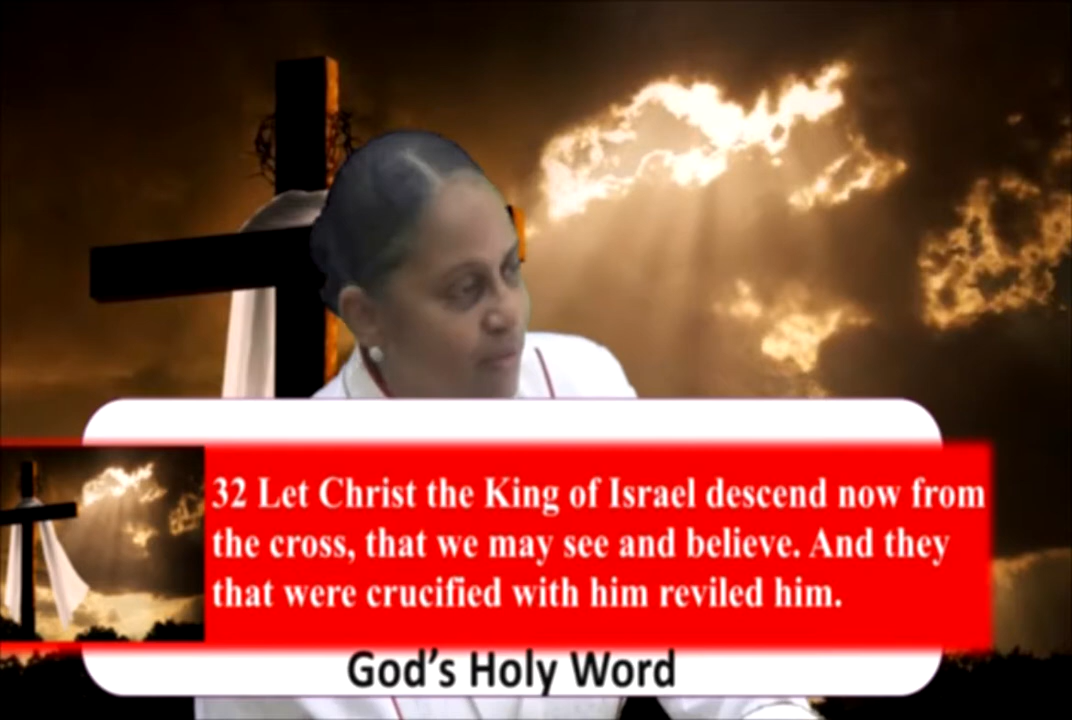 32 Let Christ the King of Israel descend now from
the cross, that we may see and believe. And they
that were crucified with him reviled him.
God’s Holy Word